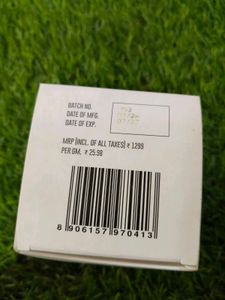 BATCH NO.
DATE OF MFG.
DATE OF EXP.
MRP (INCL. OF ALL TAXES) ₹ 1299
PER GM. ₹ 25.98
8 906157 970413